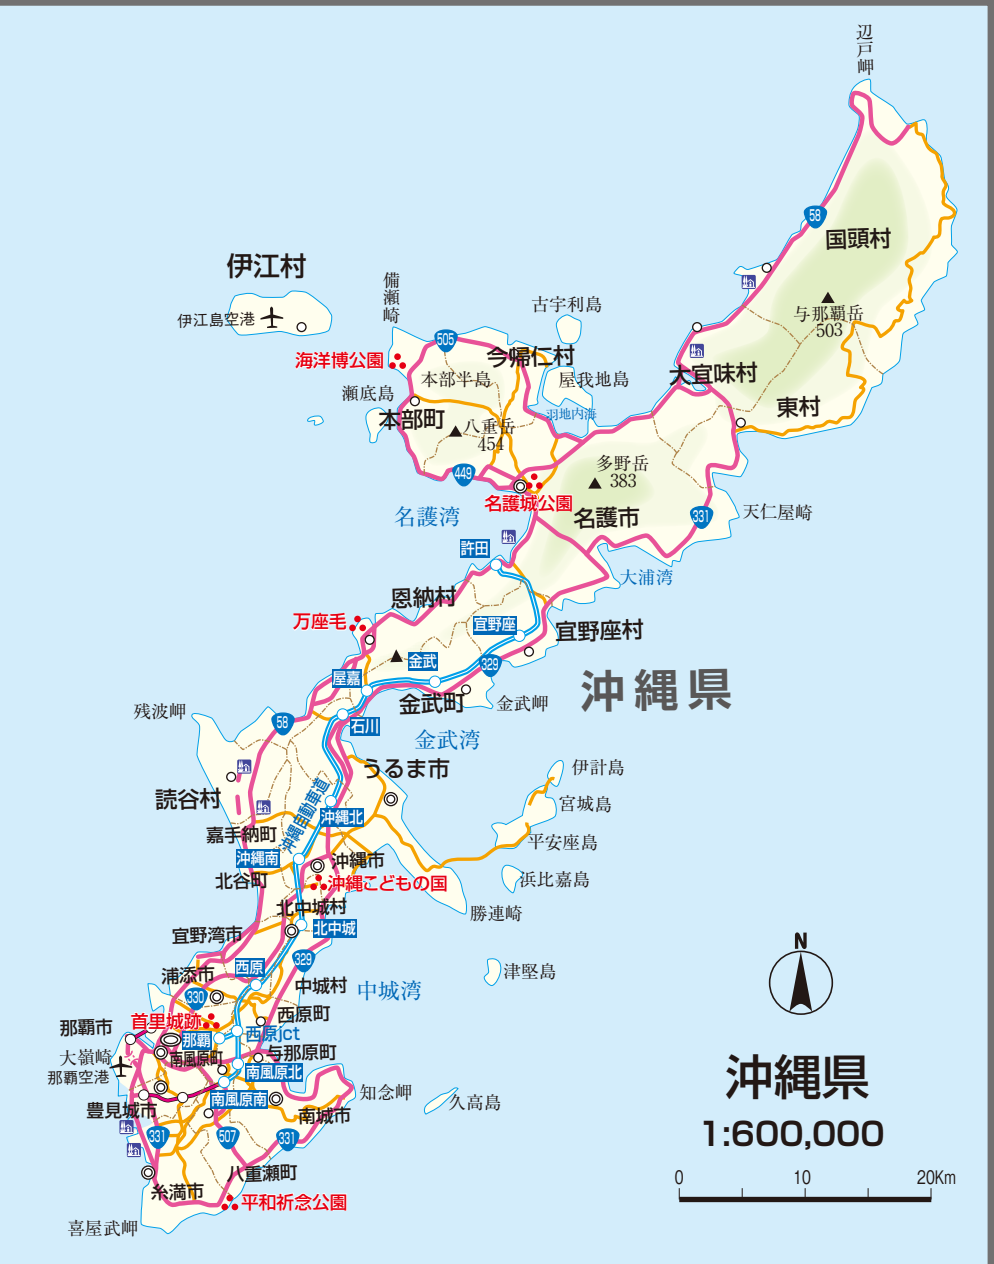 辺戸岬
58
国頭村
伊江村
備瀬崎
与那覇岳
503
古宇利島
伊江島空港
505
海洋博公園
今帰仁村
本部半島
屋我地島
大宜味村
瀬底島
羽地内海
東村
本部町
八重岳
454
449
多野岳
383
名護城公園
名護湾
名護市
331
天仁屋崎
許田
大浦湾
恩納村
万座毛
宜野座
宜野座村
金武
329
屋嘉
沖縄県
金武町
金武岬
残波岬
58
石川
金武湾
うるま市
伊計島
読谷村
沖縄自動車道
宮城島
沖縄北
嘉手納町
平安座島
沖縄南
沖縄市
北谷町
沖縄こどもの国
浜比嘉島
北中城村
勝連崎
宜野湾市
北中城
329
西原
浦添市
津堅島
中城村
中城湾
330
西原町
首里城跡
那覇市
那覇
西原jct
大嶺崎
南風原町
与那原町
那覇空港
南風原北
知念岬
南風原南
久高島
豊見城市
南城市
331
507
331
八重瀬町
糸満市
平和祈念公園
喜屋武岬
N
沖縄県
1:600,000
0 10 20Km